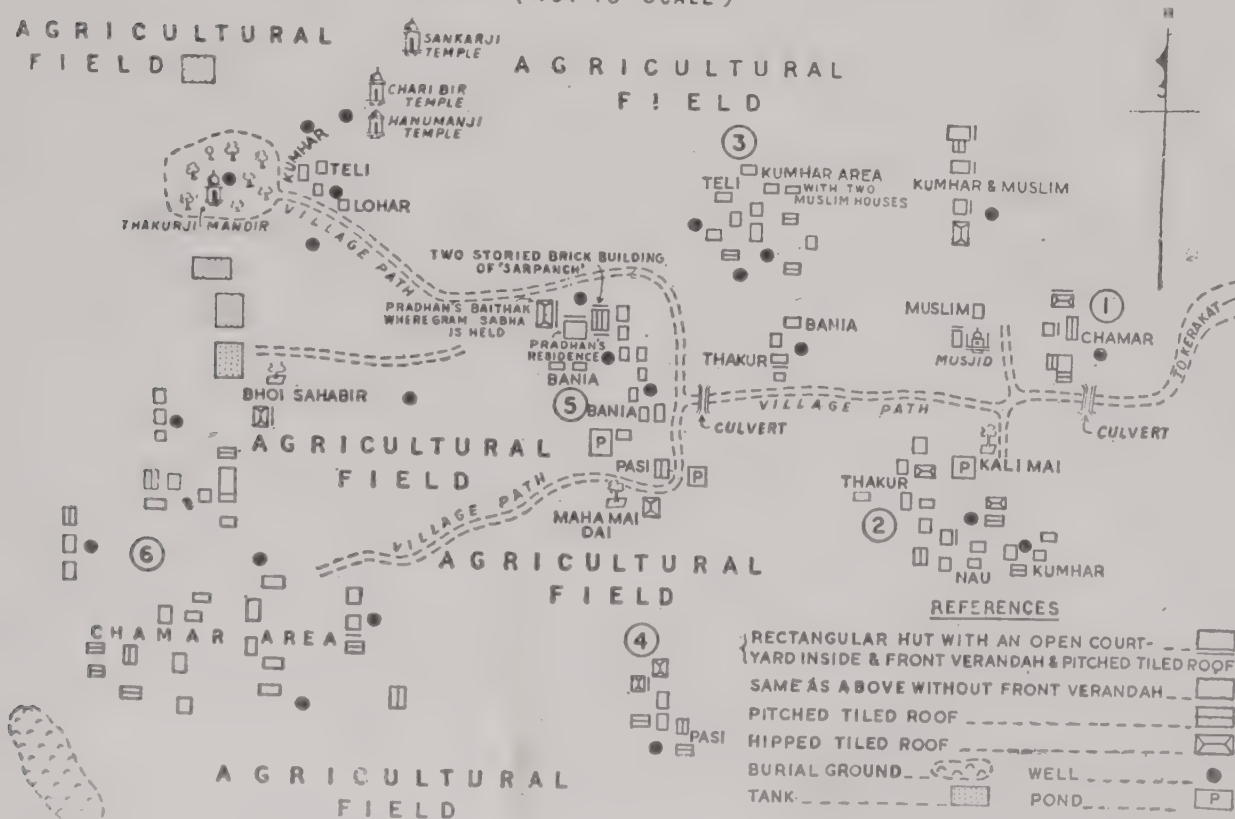 (NOT TO SCALE)
AGRICULTURAL
FIELD
SANKARJI
TEMPLE
AGRICULTURAL
FIELD
CHARI BIR
TEMPLE
HANUMANJI
TEMPLE
KUMHAR
TELI
LOHAR
THAKURJI MANDIR
VILLAGE PATH
3
KUMHAR AREA
WITH TWO
MUSLIM HOUSES
TELI
KUMHAR & MUSLIM
TWO STORIED BRICK BUILDING
OF 'SARPANCH'
PRADHAN'S BAITHAK
WHERE GRAM SABHA
IS HELD
PRADHAN'S
RESIDENCE
BANIA
5
BANIA
BANIA
THAKUR
MUSLIM
MUSJID
1
CHAMAR
TO KERAKAT
VILLAGE PATH
CULVERT
CULVERT
BHOI SAHABIR
AGRICULTURAL
FIELD
P
PASI
P
P
KALI MAI
THAKUR
2
NAU
KUMHAR
VILLAGE PATH
MAHA MAI
DAI
6
AGRICULTURAL
FIELD
CHAMAR AREA
4
PASI
AGRICULTURAL
FIELD
REFERENCES
RECTANGULAR HUT WITH AN OPEN COURT-
YARD INSIDE & FRONT VERANDAH & PITCHED TILED ROOF
SAME AS ABOVE WITHOUT FRONT VERANDAH
PITCHED TILED ROOF
HIPPED TILED ROOF
BURIAL GROUND WELL
TANK POND P